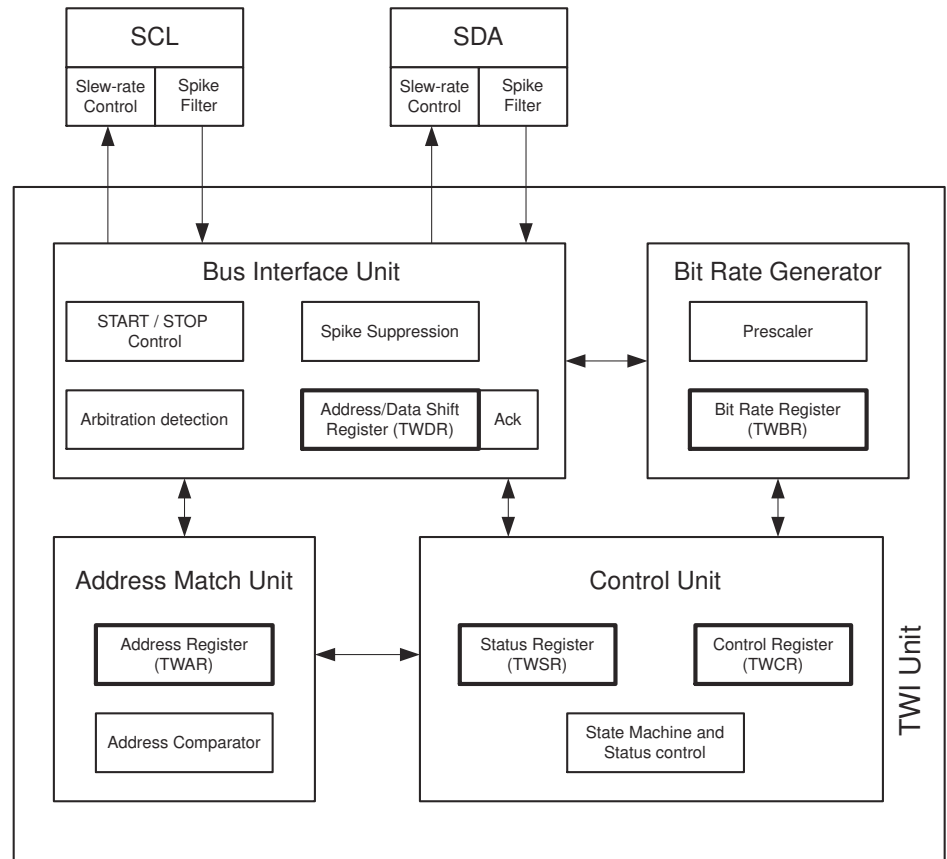 SCL
SDA
Slew-rate
Control
Spike
Filter
Slew-rate
Control
Spike
Filter
Bus Interface Unit
START / STOP
Control
Spike Suppression
Arbitration detection
Address/Data Shift
Register (TWDR)
Ack
Bit Rate Generator
Prescaler
Bit Rate Register
(TWBR)
Address Match Unit
Address Register
(TWAR)
Address Comparator
Control Unit
Status Register
(TWSR)
Control Register
(TWCR)
State Machine and
Status control
TWI Unit